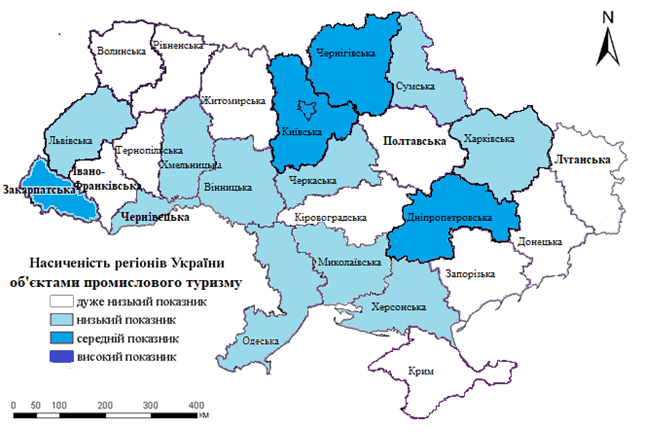 N
Волинська
Рівненська
Чернігівська
Сумська
Житомирська
Київська
Львівська
Полтавська
Харківська
Тернопільська
Хмельницька
Луганська
Івано-
Франківська
Закарпатська
Вінницька
Черкаська
Чернівецька
Кіровоградська
Дніпропетровська
Донецька
Миколаївська
Запорізька
Херсонська
Одеська
Крим
Насиченість регіонів України
об'єктами промислового туризму
дуже низький показник
низький показник
середній показник
високий показник
0 50 100 200 300 400
КМ